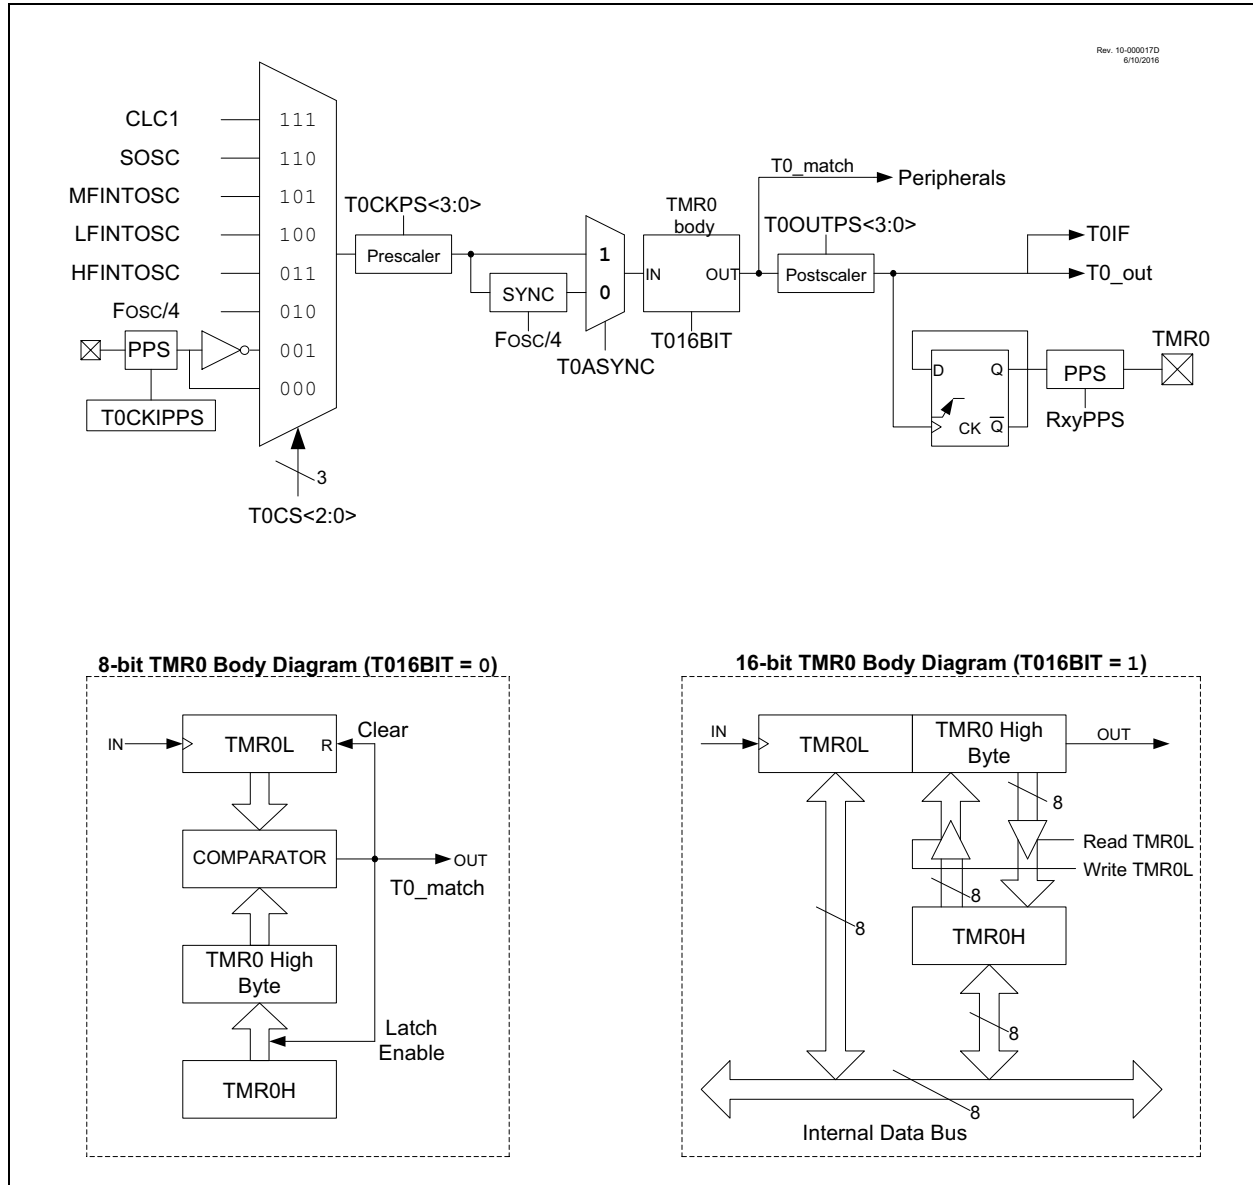 Rev. 10-000017D
6/10/2016
CLC1
111
SOSC
110
MFINTOSC
101
LFINTOSC
100
HFINTOSC
011
FOSC/4
010
PPS
001
000
T0CKIPPS
3
T0CS<2:0>
T0CKPS<3:0>
Prescaler
SYNC
FOSC/4
1
0
T0ASYNC
TMR0
body
IN
OUT
T016BIT
T0_match
Peripherals
T0OUTPS<3:0>
Postscaler
T0IF
T0_out
D
Q
CK
Q
PPS
RxyPPS
TMR0
8-bit TMR0 Body Diagram (T016BIT = 0)
IN
TMR0L
R
Clear
COMPARATOR
OUT
T0_match
TMR0 High
Byte
Latch
Enable
TMR0H
16-bit TMR0 Body Diagram (T016BIT = 1)
IN
TMR0L
TMR0 High
Byte
OUT
8
Read TMR0L
Write TMR0L
8
8
TMR0H
8
8
Internal Data Bus